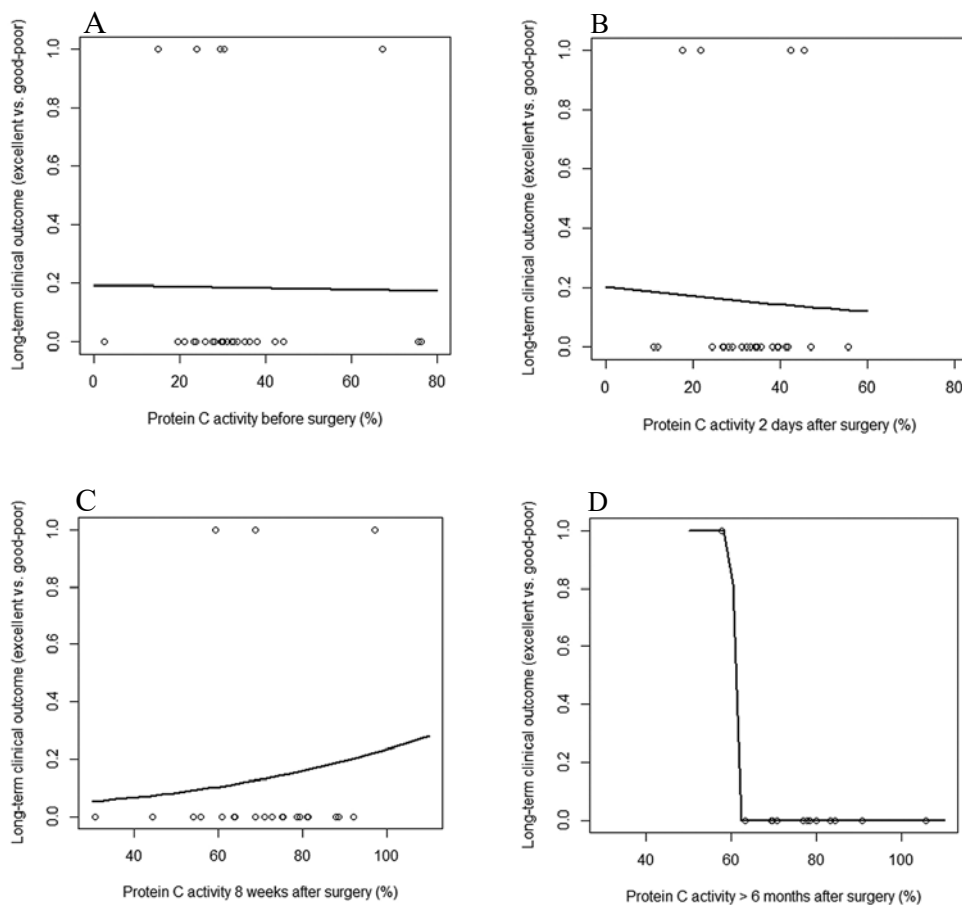 A
Long-term clinical outcome (excellent vs. good-poor)
1.0
0.8
0.6
0.4
0.2
0.0
0 20 40 60 80
Protein C activity before surgery (%)
B
Long-term clinical outcome (excellent vs. good-poor)
1.0
0.8
0.6
0.4
0.2
0.0
0 20 40 60 80
Protein C activity 2 days after surgery (%)
C
Long-term clinical outcome (excellent vs. good-poor)
1.0
0.8
0.6
0.4
0.2
0.0
40 60 80 100
Protein C activity 8 weeks after surgery (%)
D
Long-term clinical outcome (excellent vs. good-poor)
1.0
0.8
0.6
0.4
0.2
0.0
40 60 80 100
Protein C activity > 6 months after surgery (%)